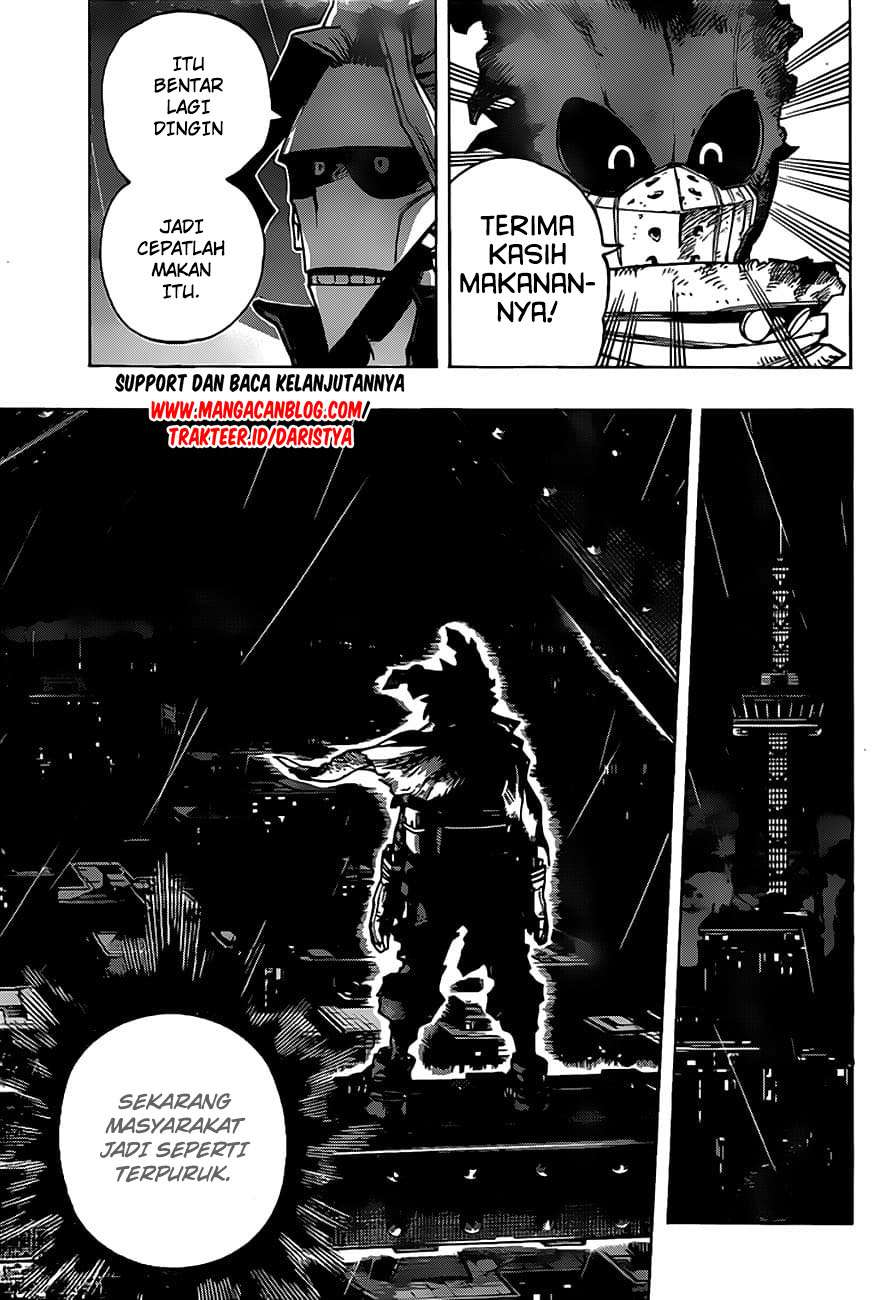 TERIMA
KASIH
MAKANAN-
NYA!
ITU
BENTAR
LAGI
DINGIN
JADI
CEPATLAH
MAKAN
ITU.
SUPPORT DAN BACA KELANJUTANNYA
WWW.MANGACANBLOG.COM/
TRAKTEER.ID/DARISTYA
SEKARANG
MASYARAKAT
JADI SEPERTI
TERPURUK.